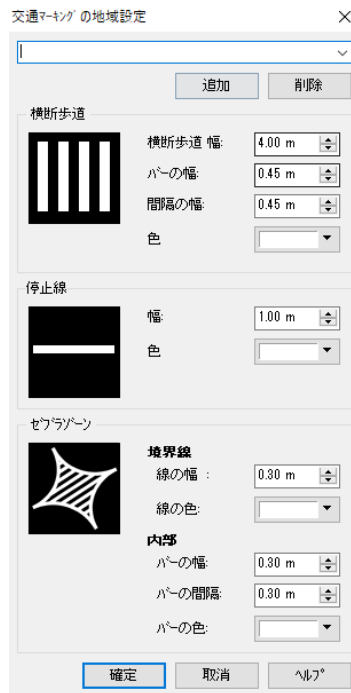 交通ﾏｰｷﾝｸﾞの地域設定
追加 削除
横断歩道
横断歩道 幅: 4.00 m
ﾊﾞｰの幅: 0.45 m
間隔の幅: 0.45 m
色
停止線
幅: 1.00 m
色
ｾﾞﾌﾞﾗｿﾞｰﾝ
境界線
線の幅 : 0.30 m
線の色:
内部
ﾊﾞｰの幅: 0.30 m
ﾊﾞｰの間隔: 0.30 m
ﾊﾞｰの色:
確定 取消 ﾍﾙﾌﾟ